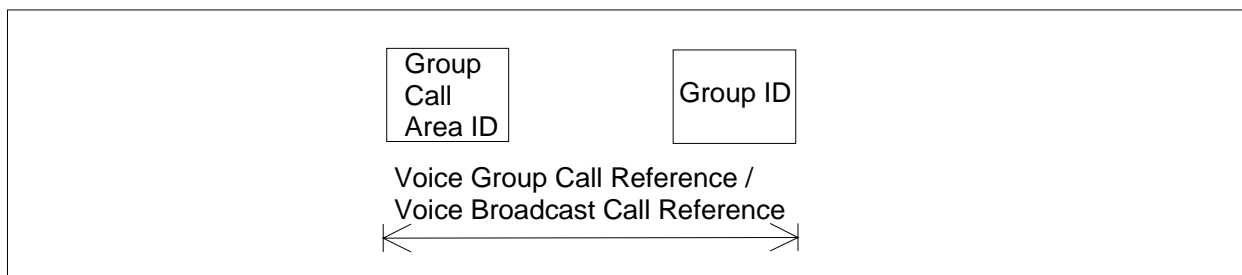 Group
Call
Area ID
Group ID
Voice Group Call Reference /
Voice Broadcast Call Reference